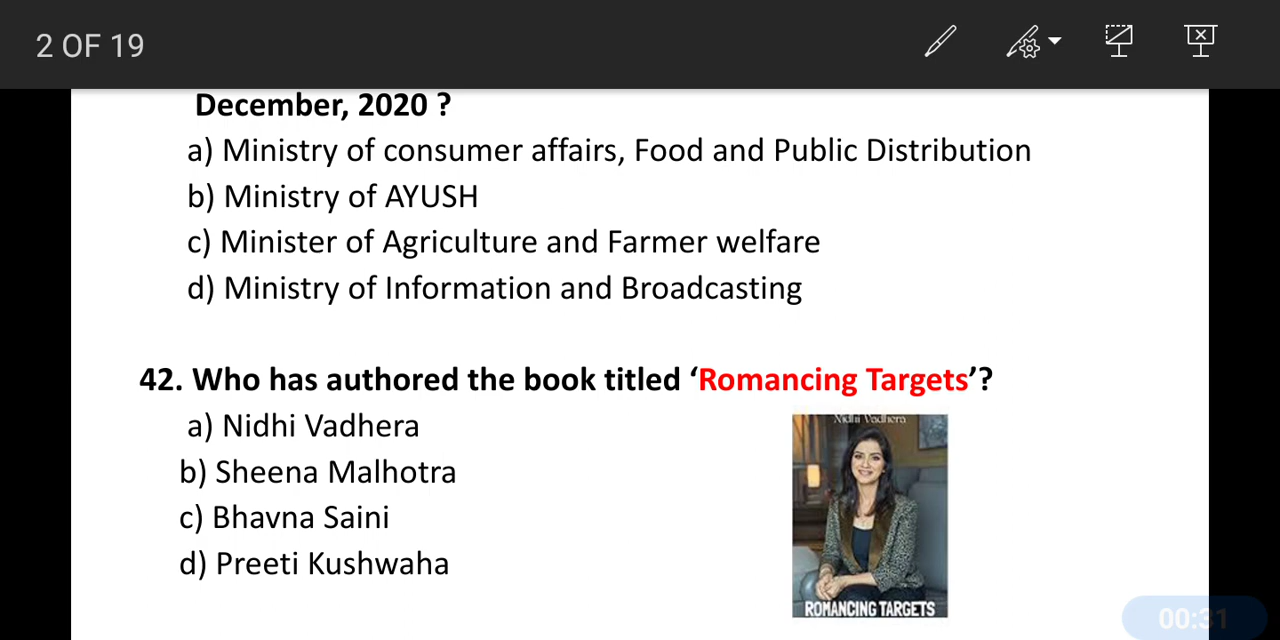 2 OF 19
December, 2020 ?
a) Ministry of consumer affairs, Food and Public Distribution
b) Ministry of AYUSH
c) Minister of Agriculture and Farmer welfare
d) Ministry of Information and Broadcasting
42. Who has authored the book titled ‘Romancing Targets’?
a) Nidhi Vadhera
b) Sheena Malhotra
c) Bhavna Saini
d) Preeti Kushwaha
Nidhi Vadhera
ROMANCING TARGETS
00:31